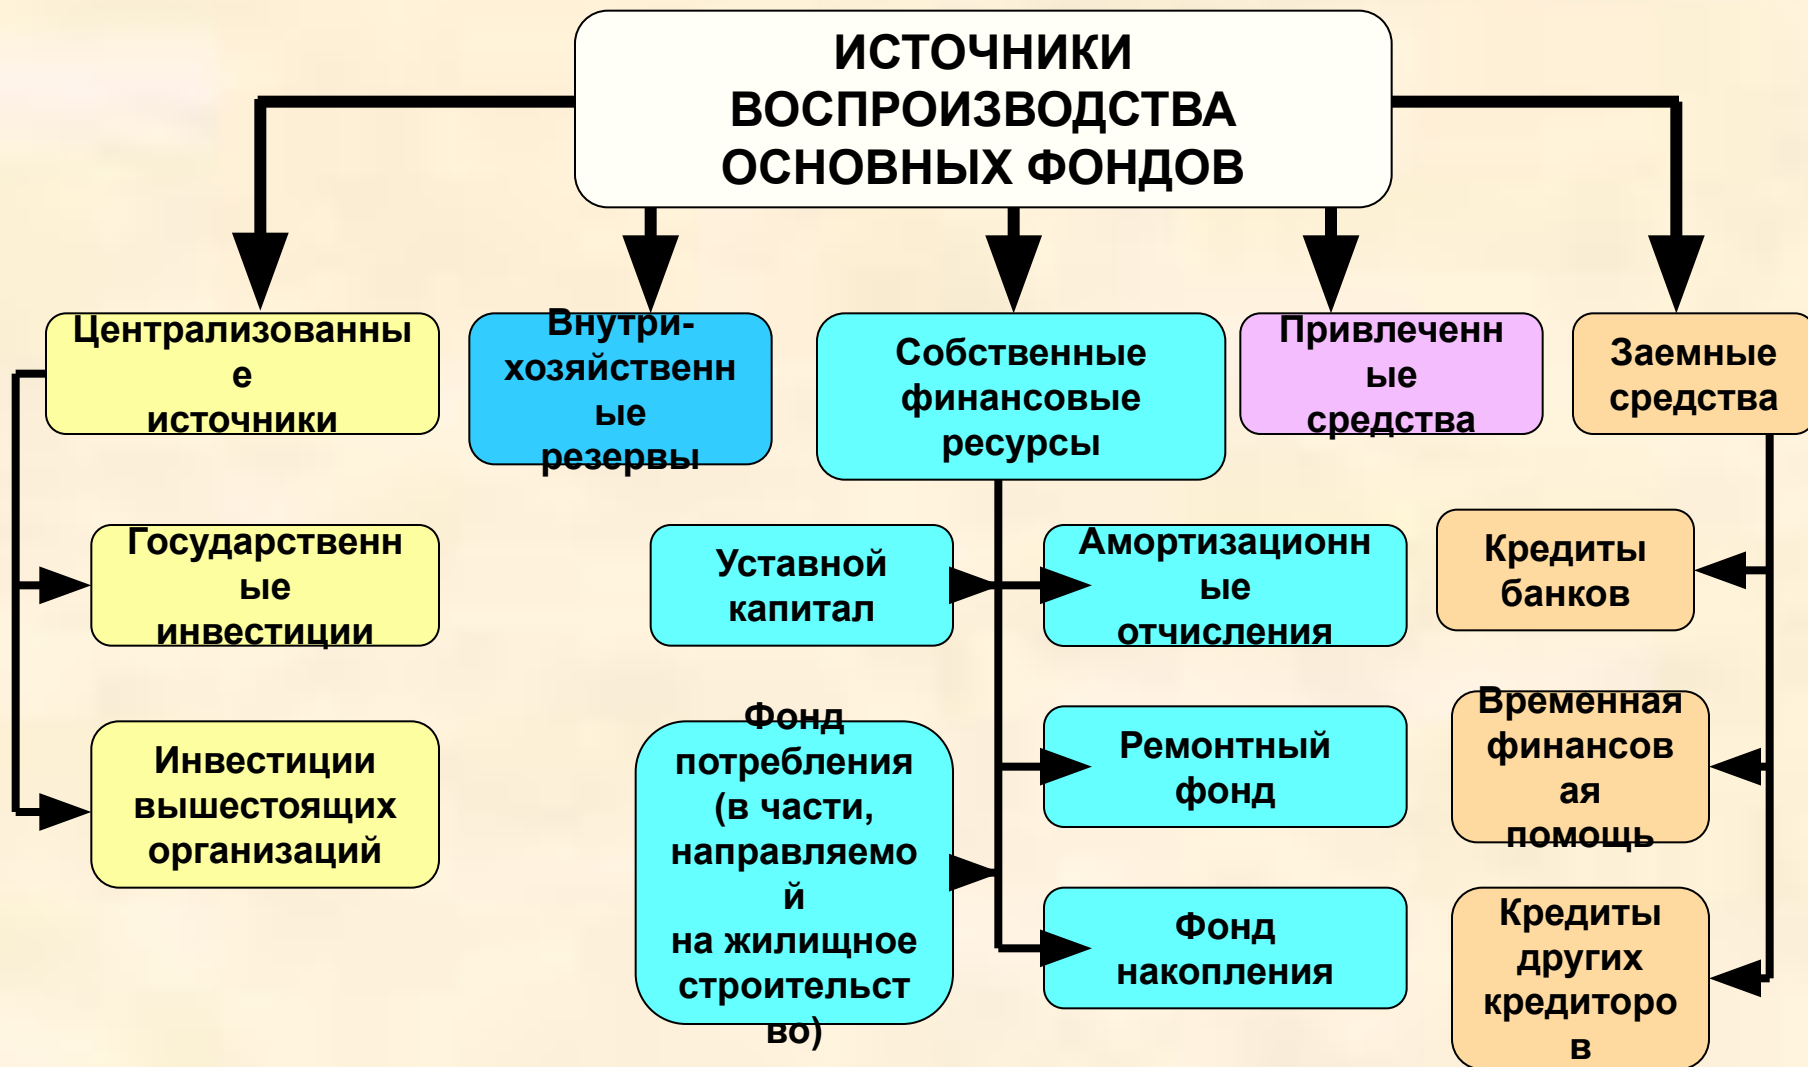 ИСТОЧНИКИ
ВОСПРОИЗВОДСТВА
ОСНОВНЫХ ФОНДОВ
Централизованны
е
источники
Внутри-
хозяйственн
ые
резервы
Собственные
финансовые
ресурсы
Привлеченн
ые
средства
Заемные
средства
Государственн
ые
инвестиции
Инвестиции
вышестоящих
организаций
Уставной
капитал
Фонд
потребления
(в части,
направляемо
й
на жилищное
строительст
во)
Амортизационн
ые
отчисления
Ремонтный
фонд
Фонд
накопления
Кредиты
банков
Временная
финансов
ая
помощь
Кредиты
других
кредиторо
в